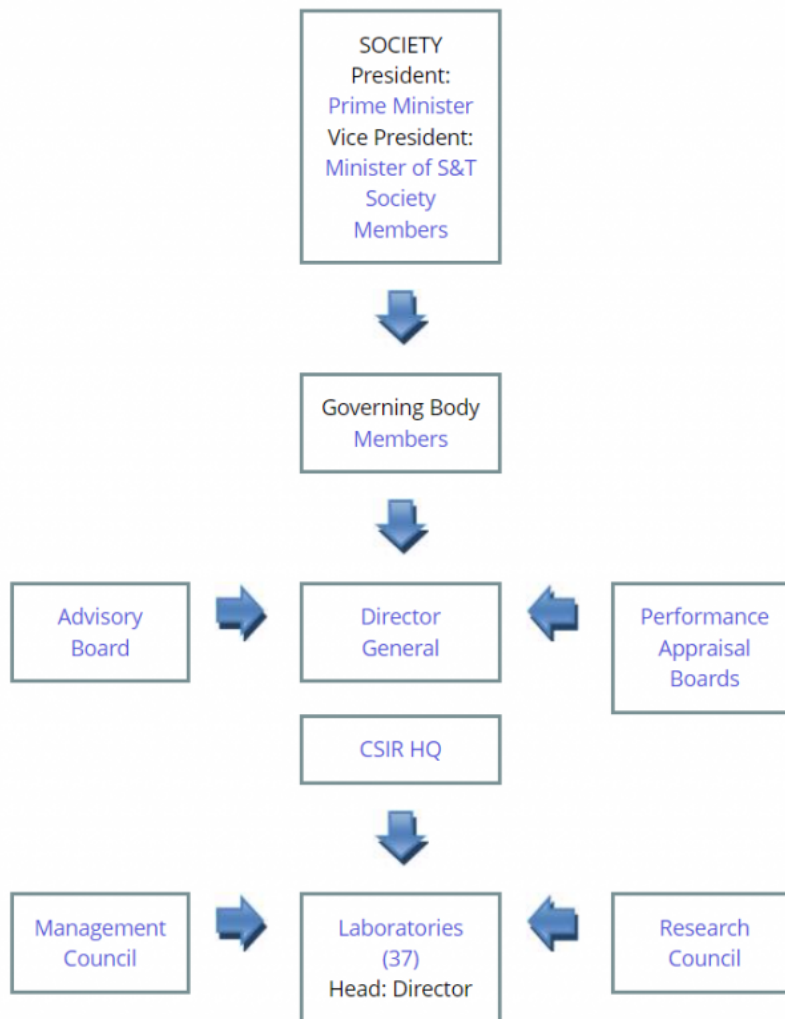 SOCIETY
President:
Prime Minister
Vice President:
Minister of S&T
Society
Members
Governing Body
Members
Advisory
Board
Director
General
Performance
Appraisal
Boards
CSIR HQ
Management
Council
Laboratories
(37)
Head: Director
Research
Council